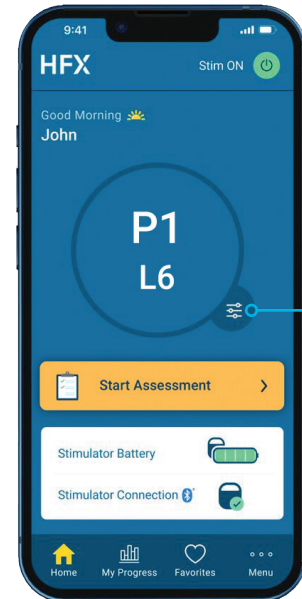 9:41
HFX
Stim ON
Good Morning
John
P1
L6
Start Assessment
Stimulator Battery
Stimulator Connection
Home My Progress Favorites Menu